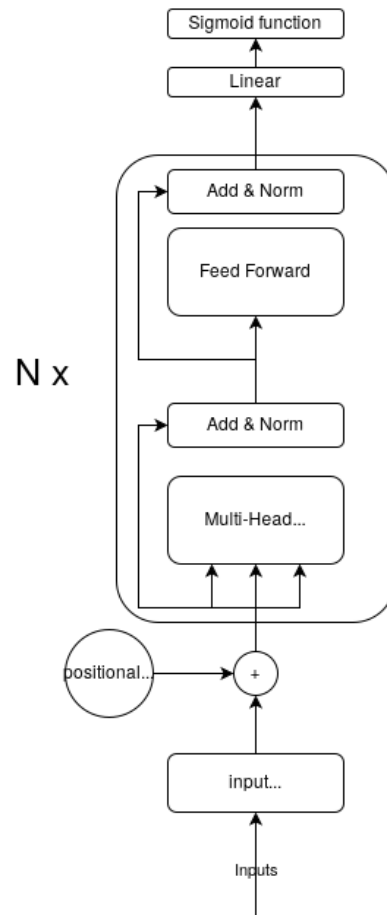 Sigmoid function
Linear
Add & Norm
Feed Forward
N x
Add & Norm
Multi-Head...
positional...
+
input...
Inputs